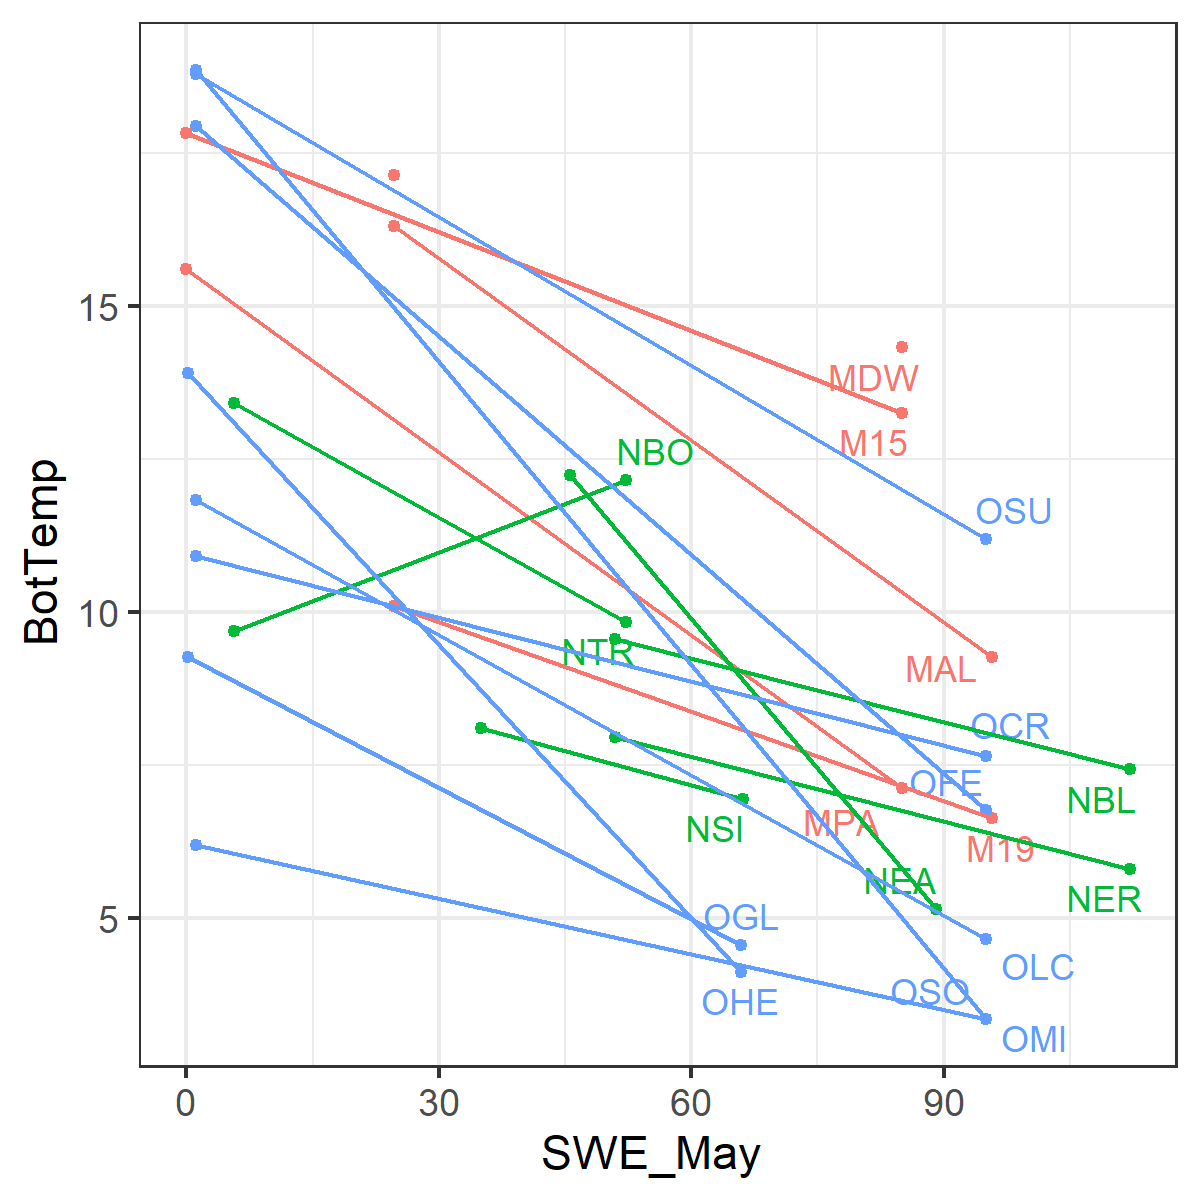 NBO
MDW
M15
OSU
NTR
MAL
OCR
OFE
NBL
NSI
MPA
M19
NEA
NER
OGL
OLC
OHE
OSO
OMI
15
10
5
BotTemp
0 30 60 90
SWE_May